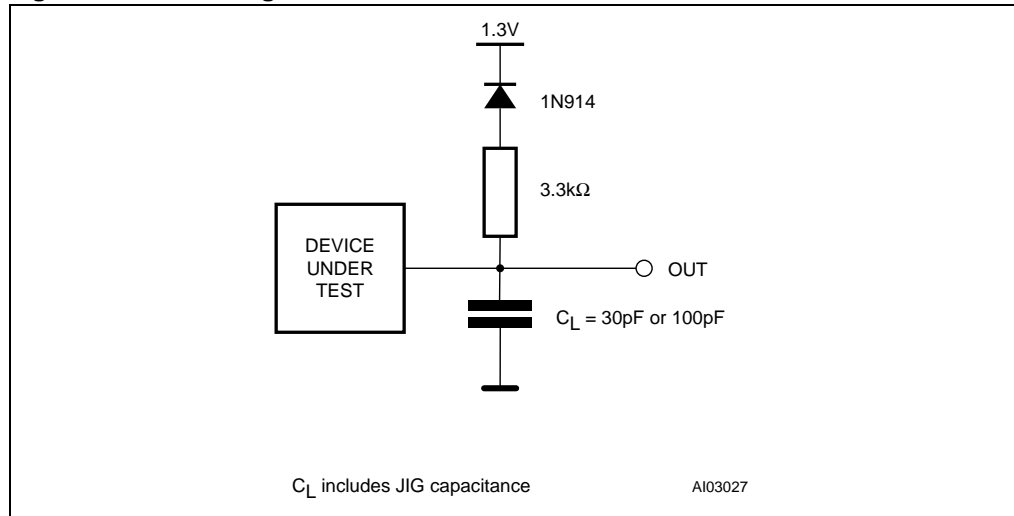 1.3V
1N914
3.3kΩ
DEVICE
UNDER
TEST
OUT
CL = 30pF or 100pF
CL includes JIG capacitance
AI03027